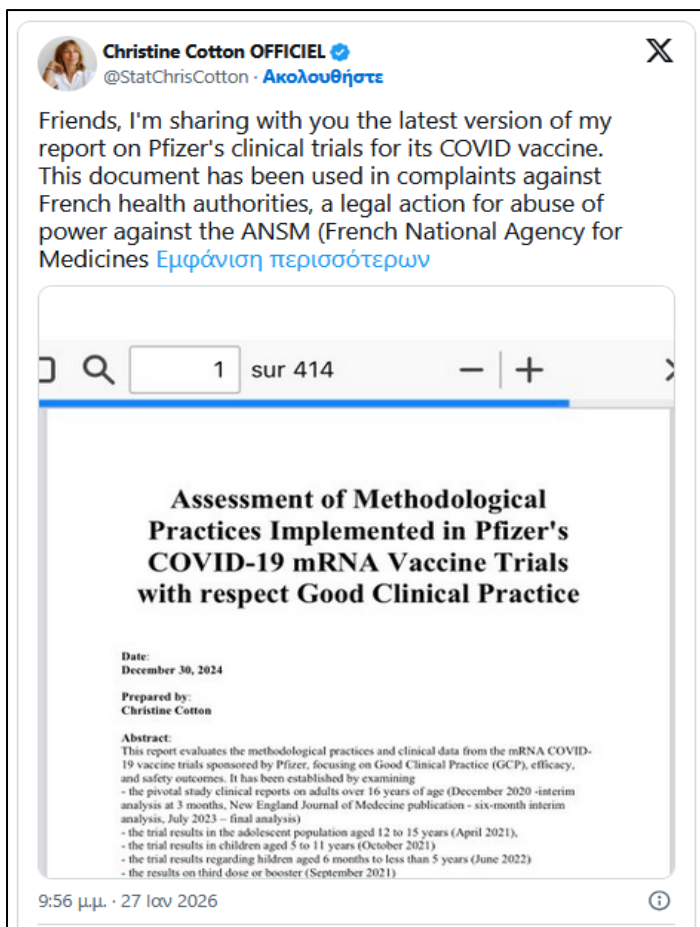 Christine Cotton OFFICIEL
@StatChrisCotton · Ακολουθήστε
Friends, I'm sharing with you the latest version of my
report on Pfizer's clinical trials for its COVID vaccine.
This document has been used in complaints against
French health authorities, a legal action for abuse of
power against the ANSM (French National Agency for
Medicines Εμφάνιση περισσότερων
1 sur 414
Assessment of Methodological
Practices Implemented in Pfizer's
COVID-19 mRNA Vaccine Trials
with respect Good Clinical Practice
Date:
December 30, 2024
Prepared by:
Christine Cotton
Abstract:
This report evaluates the methodological practices and clinical data from the mRNA COVID-
19 vaccine trials sponsored by Pfizer, focusing on Good Clinical Practice (GCP), efficacy,
and safety outcomes. It has been established by examining
- the pivotal study clinical reports on adults over 16 years of age (December 2020 -interim
analysis at 3 months, New England Journal of Medecine publication - six-month interim
analysis, July 2023 – final analysis)
- the trial results in the adolescent population aged 12 to 15 years (April 2021),
- the trial results in children aged 5 to 11 years (October 2021)
- the trial results regarding hildren aged 6 months to less than 5 years (June 2022)
- the results on third dose or booster (September 2021)
9:56 μ.μ. · 27 Ιαν 2026